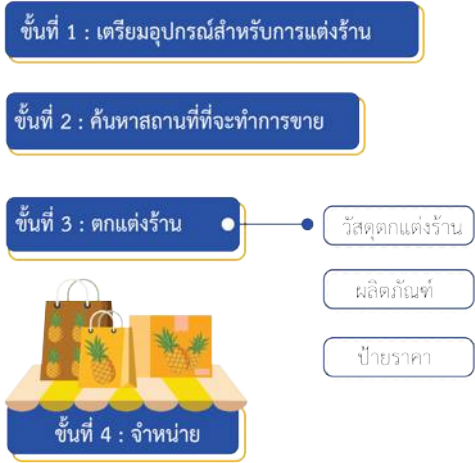 ขั้นที่ 1 : เตรียมอุปกรณ์สำหรับการแต่งร้าน
ขั้นที่ 2 : ค้นหาสถานที่ที่จะทำการขาย
ขั้นที่ 3 : ตกแต่งร้าน
วัสดุตกแต่งร้าน
ผลิตภัณฑ์
ป้ายราคา
ขั้นที่ 4 : จำหน่าย